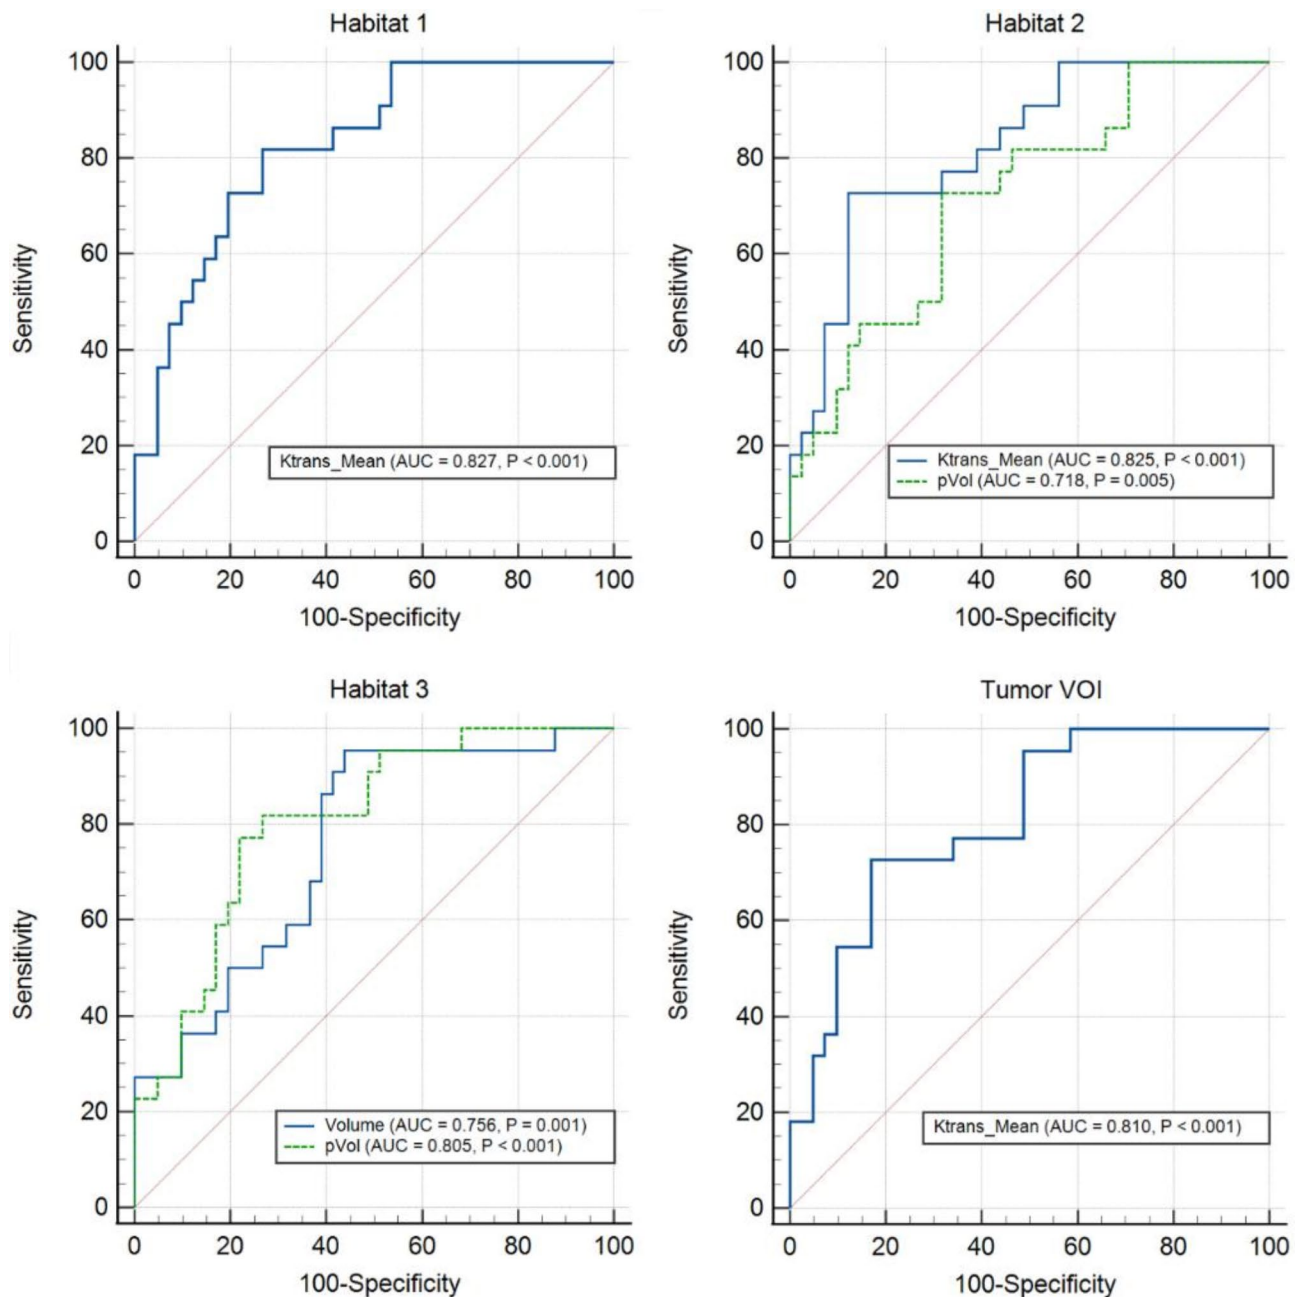 Habitat 1
100
80
60
40
20
0
Sensitivity
Ktrans_Mean (AUC = 0.827, P < 0.001)
0 20 40 60 80 100
100-Specificity
Habitat 2
100
80
60
40
20
0
Sensitivity
Ktrans_Mean (AUC = 0.825, P < 0.001)
pVol (AUC = 0.718, P = 0.005)
0 20 40 60 80 100
100-Specificity
Habitat 3
100
80
60
40
20
0
Sensitivity
Volume (AUC = 0.756, P = 0.001)
pVol (AUC = 0.805, P < 0.001)
0 20 40 60 80 100
100-Specificity
Tumor VOI
100
80
60
40
20
0
Sensitivity
Ktrans_Mean (AUC = 0.810, P < 0.001)
0 20 40 60 80 100
100-Specificity